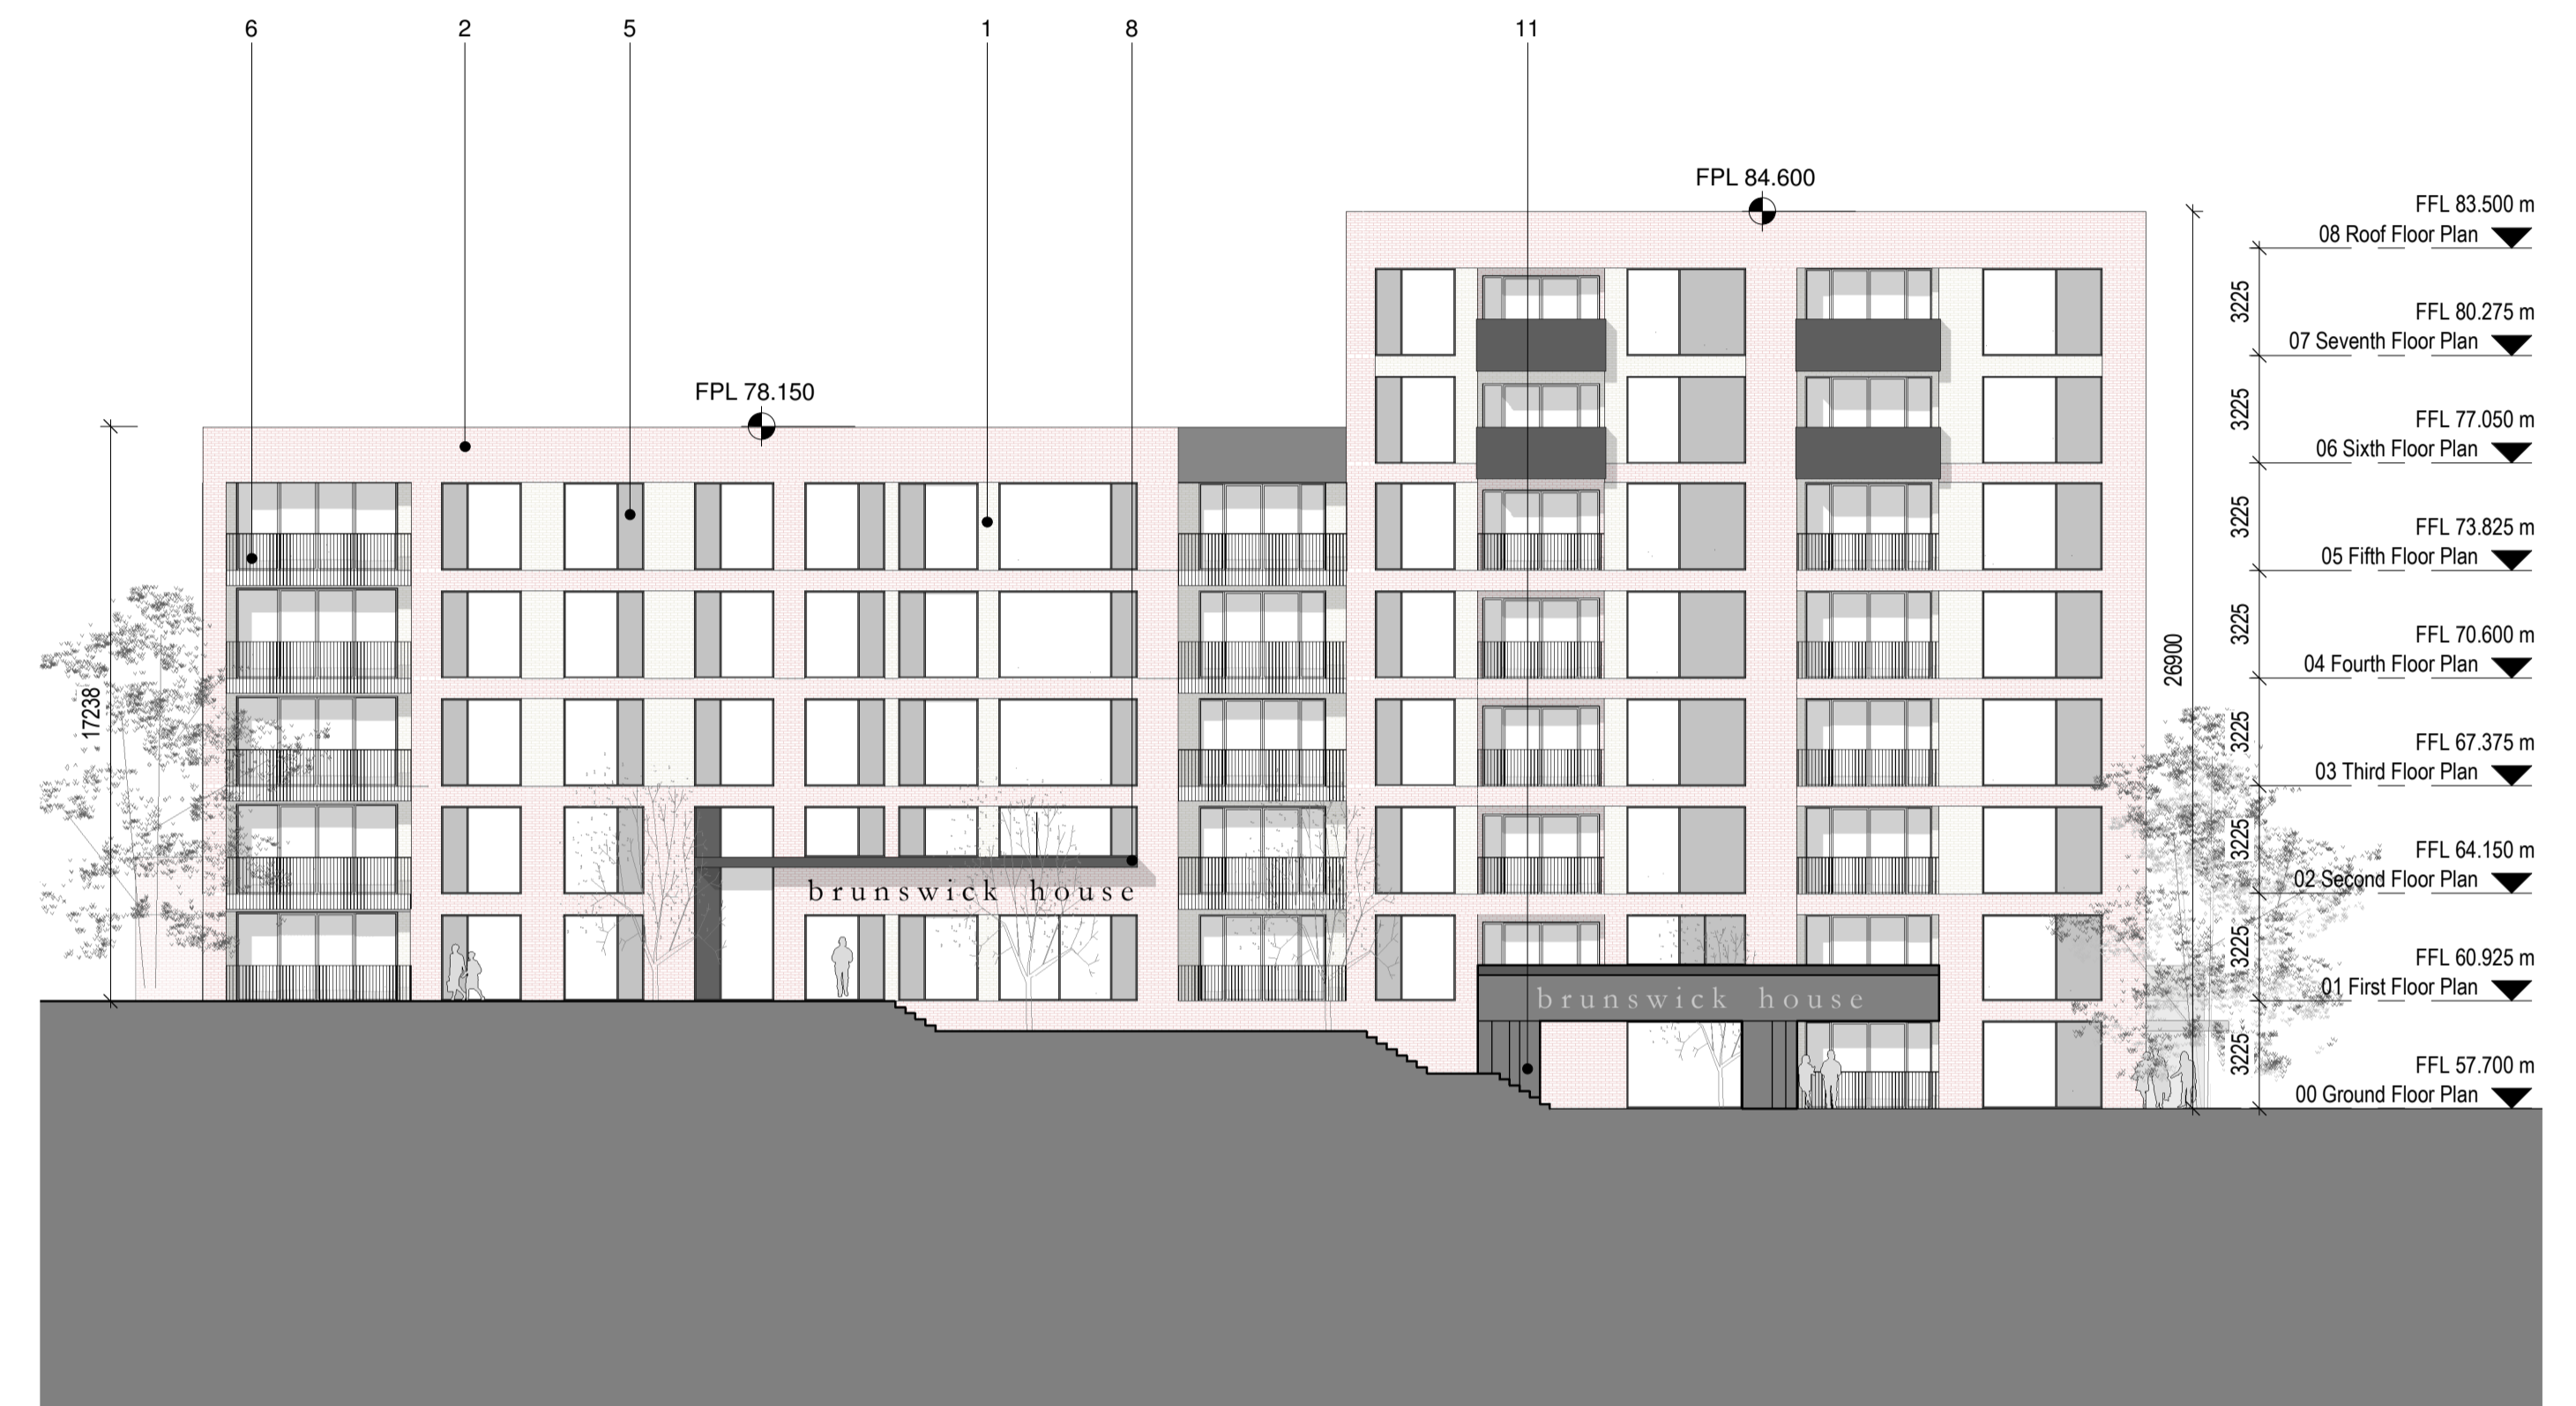 6 2 5 1 8 11
FPL 84.600
FPL 78.150
FFL 83.500 m
08 Roof Floor Plan
3225
FFL 80.275 m
07 Seventh Floor Plan
3225
FFL 77.050 m
06 Sixth Floor Plan
3225
FFL 73.825 m
05 Fifth Floor Plan
3225
FFL 70.600 m
04 Fourth Floor Plan
3225
FFL 67.375 m
03 Third Floor Plan
3225
FFL 64.150 m
02 Second Floor Plan
3225
FFL 60.925 m
01 First Floor Plan
3225
FFL 57.700 m
00 Ground Floor Plan
17238
26900
brunswick house
brunswick house